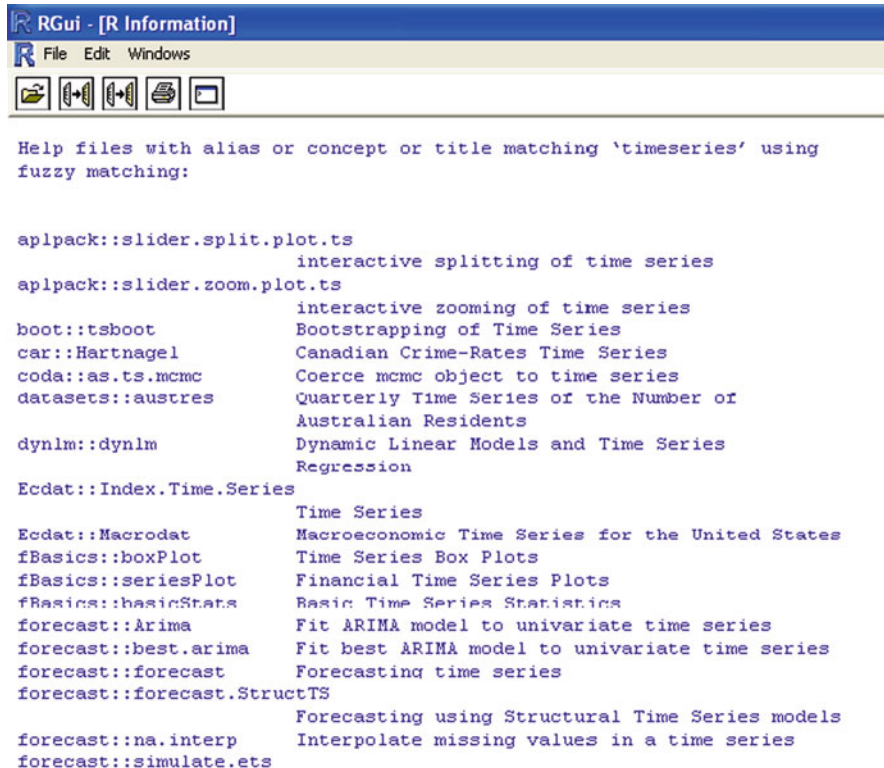 RGui - [R Information]
File Edit Windows
Help files with alias or concept or title matching ‘timeseries’ using
fuzzy matching:
aplpack::slider.split.plot.ts
interactive splitting of time series
aplpack::slider.zoom.plot.ts
interactive zooming of time series
boot::tsboot Bootstrapping of Time Series
car::Hartnagel Canadian Crime-Rates Time Series
coda::as.ts.mcmc Coerce mcmc object to time series
datasets::austres Quarterly Time Series of the Number of
Australian Residents
dynlm::dynlm Dynamic Linear Models and Time Series
Regression
Ecdat::Index.Time.Series
Time Series
Ecdat::Macrodat Macroeconomic Time Series for the United States
fBasics::boxPlot Time Series Box Plots
fBasics::seriesPlot Financial Time Series Plots
fBasics::basicStats Basic Time Series Statistics
forecast::Arima Fit ARIMA model to univariate time series
forecast::best.arima Fit best ARIMA model to univariate time series
forecast::forecast Forecasting time series
forecast::forecast.StructTS
Forecasting using Structural Time Series models
forecast::na.interp Interpolate missing values in a time series
forecast::simulate.ets